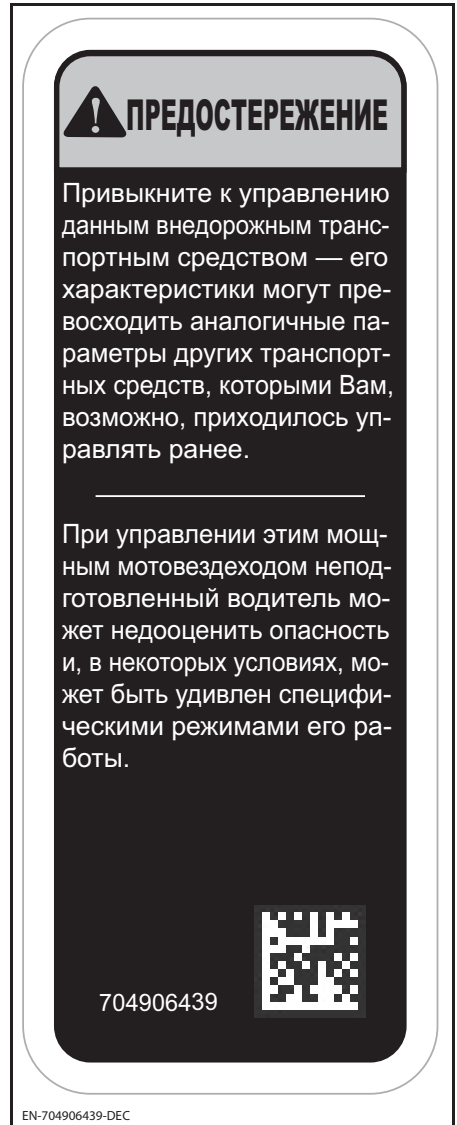 ПРЕДОСТЕРЕЖЕНИЕ
Привыкните к управлению
данным внедорожным транс-
портным средством — его
характеристики могут пре-
восходить аналогичные па-
раметры других транспорт-
ных средств, которыми Вам,
возможно, приходилось уп-
равлять ранее.
При управлении этим мощ-
ным мотовездеходом непод-
готовленный водитель мо-
жет недооценить опасность
и, в некоторых условиях, мо-
жет быть удивлен специфи-
ческими режимами его ра-
боты.
704906439
EN-704906439-DEC